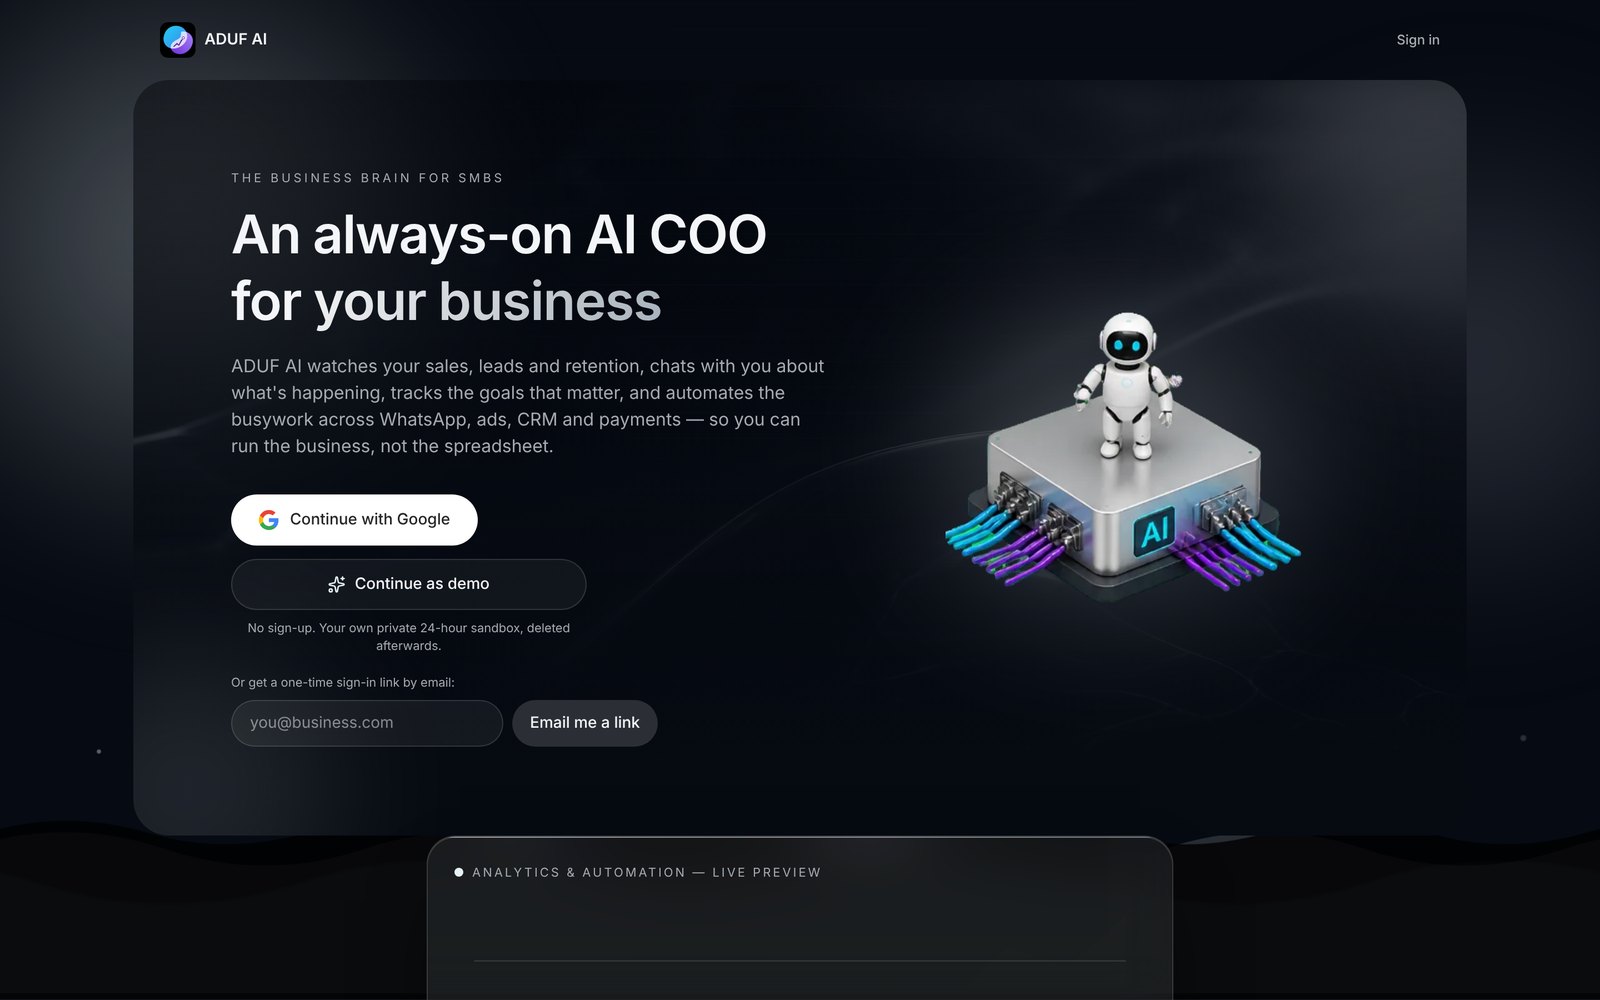 ADUF AI
Sign in
THE BUSINESS BRAIN FOR SMBS
An always-on AI COO
for your business
ADUF AI watches your sales, leads and retention, chats with you about
what's happening, tracks the goals that matter, and automates the
busywork across WhatsApp, ads, CRM and payments — so you can
run the business, not the spreadsheet.
AI
Continue with Google
Continue as demo
No sign-up. Your own private 24-hour sandbox, deleted
afterwards.
Or get a one-time sign-in link by email:
you@business.com
Email me a link
ANALYTICS & AUTOMATION — LIVE PREVIEW